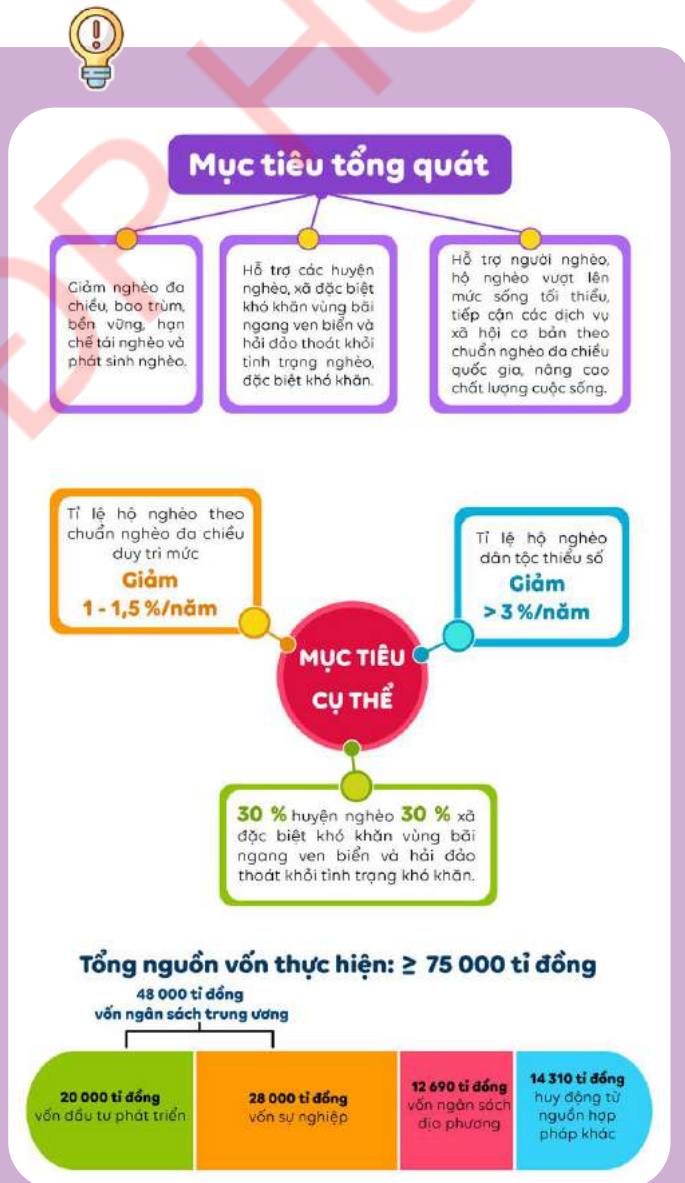 Mục tiêu tổng quát
Giảm nghèo đa
chiều, bao trùm,
bền vững, hạn
chế tái nghèo và
phát sinh nghèo.
Hỗ trợ các huyện
nghèo, xã đặc biệt
khó khăn vùng bãi
ngang ven biển và
hải đảo thoát khỏi
tình trạng nghèo,
đặc biệt khó khăn.
Hỗ trợ người nghèo,
hộ nghèo vượt lên
mức sống tối thiểu,
tiếp cận các dịch vụ
xã hội cơ bản theo
chuẩn nghèo đa chiều
quốc gia, nâng cao
chất lượng cuộc sống.
Tỉ lệ hộ nghèo theo
chuẩn nghèo đa chiều
duy trì mức
Giảm
1 - 1,5 %/năm
Tỉ lệ hộ nghèo
dân tộc thiểu số
Giảm
> 3 %/năm
MỤC TIÊU
CỤ THỂ
30 % huyện nghèo 30 % xã
đặc biệt khó khăn vùng bãi
ngang ven biển và hải đảo
thoát khỏi tình trạng khó khăn.
Tổng nguồn vốn thực hiện: ≥ 75 000 tỉ đồng
48 000 tỉ đồng
vốn ngân sách trung ương
20 000 tỉ đồng
vốn đầu tư phát triển
28 000 tỉ đồng
vốn sự nghiệp
12 690 tỉ đồng
vốn ngân sách
địa phương
14 310 tỉ đồng
huy động từ
nguồn hợp
pháp khác